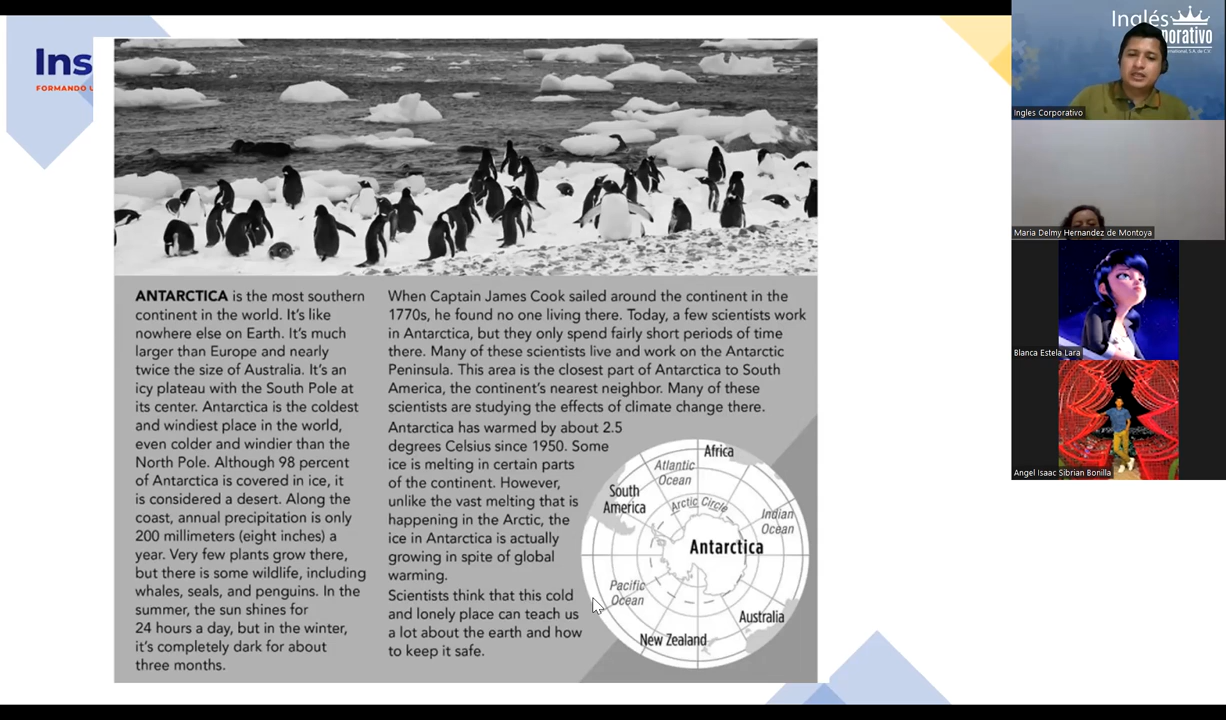 Ins
FORMANDO U
ANTARCTICA is the most southern
continent in the world. It's like
nowhere else on Earth. It's much
larger than Europe and nearly
twice the size of Australia. It's an
icy plateau with the South Pole at
its center. Antarctica is the coldest
and windiest place in the world,
even colder and windier than the
North Pole. Although 98 percent
of Antarctica is covered in ice, it
is considered a desert. Along the
coast, annual precipitation is only
200 millimeters (eight inches) a
year. Very few plants grow there,
but there is some wildlife, including
whales, seals, and penguins. In the
summer, the sun shines for
24 hours a day, but in the winter,
it's completely dark for about
three months.
When Captain James Cook sailed around the continent in the
1770s, he found no one living there. Today, a few scientists work
in Antarctica, but they only spend fairly short periods of time
there. Many of these scientists live and work on the Antarctic
Peninsula. This area is the closest part of Antarctica to South
America, the continent's nearest neighbor. Many of these
scientists are studying the effects of climate change there.
Antarctica has warmed by about 2.5
degrees Celsius since 1950. Some
ice is melting in certain parts
of the continent. However,
unlike the vast melting that is
happening in the Arctic, the
ice in Antarctica is actually
growing in spite of global
warming.
Scientists think that this cold
and lonely place can teach us
a lot about the earth and how
to keep it safe.
Africa
Atlantic
Ocean
South
America
Arctic Circle
Indian
Ocean
Antarctica
Pacific
Ocean
Australia
New Zealand
Inglés
porativo
International, S.A. de C.V.
Ingles Corporativo
Maria Delmy Hernandez de Montoya
Blanca Estela Lara
Angel Isaac Sibrian Bonilla